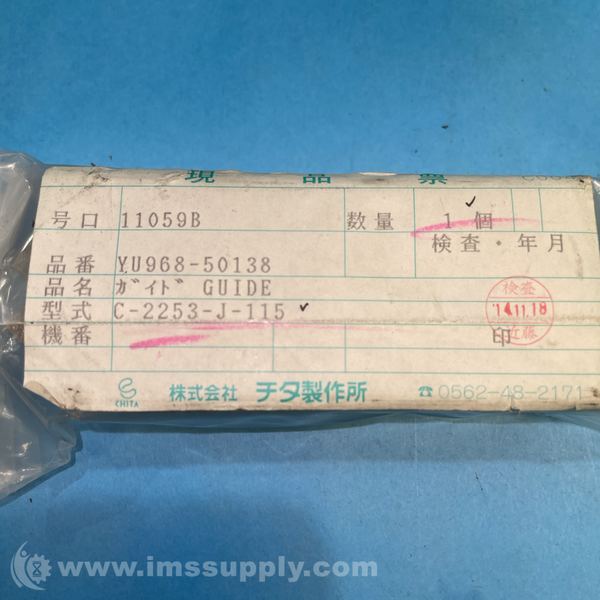 現品票
号口 11059B 数量 1個
検査・年月
品番 YU968-50138
品名 ｶﾞｲﾄﾞ GUIDE
型式 C-2253-J-115
検査
'14.11.18
近藤
機番 印
CHITA 株式会社 チタ製作所 ☎0562-48-2171
www.imssupply.com